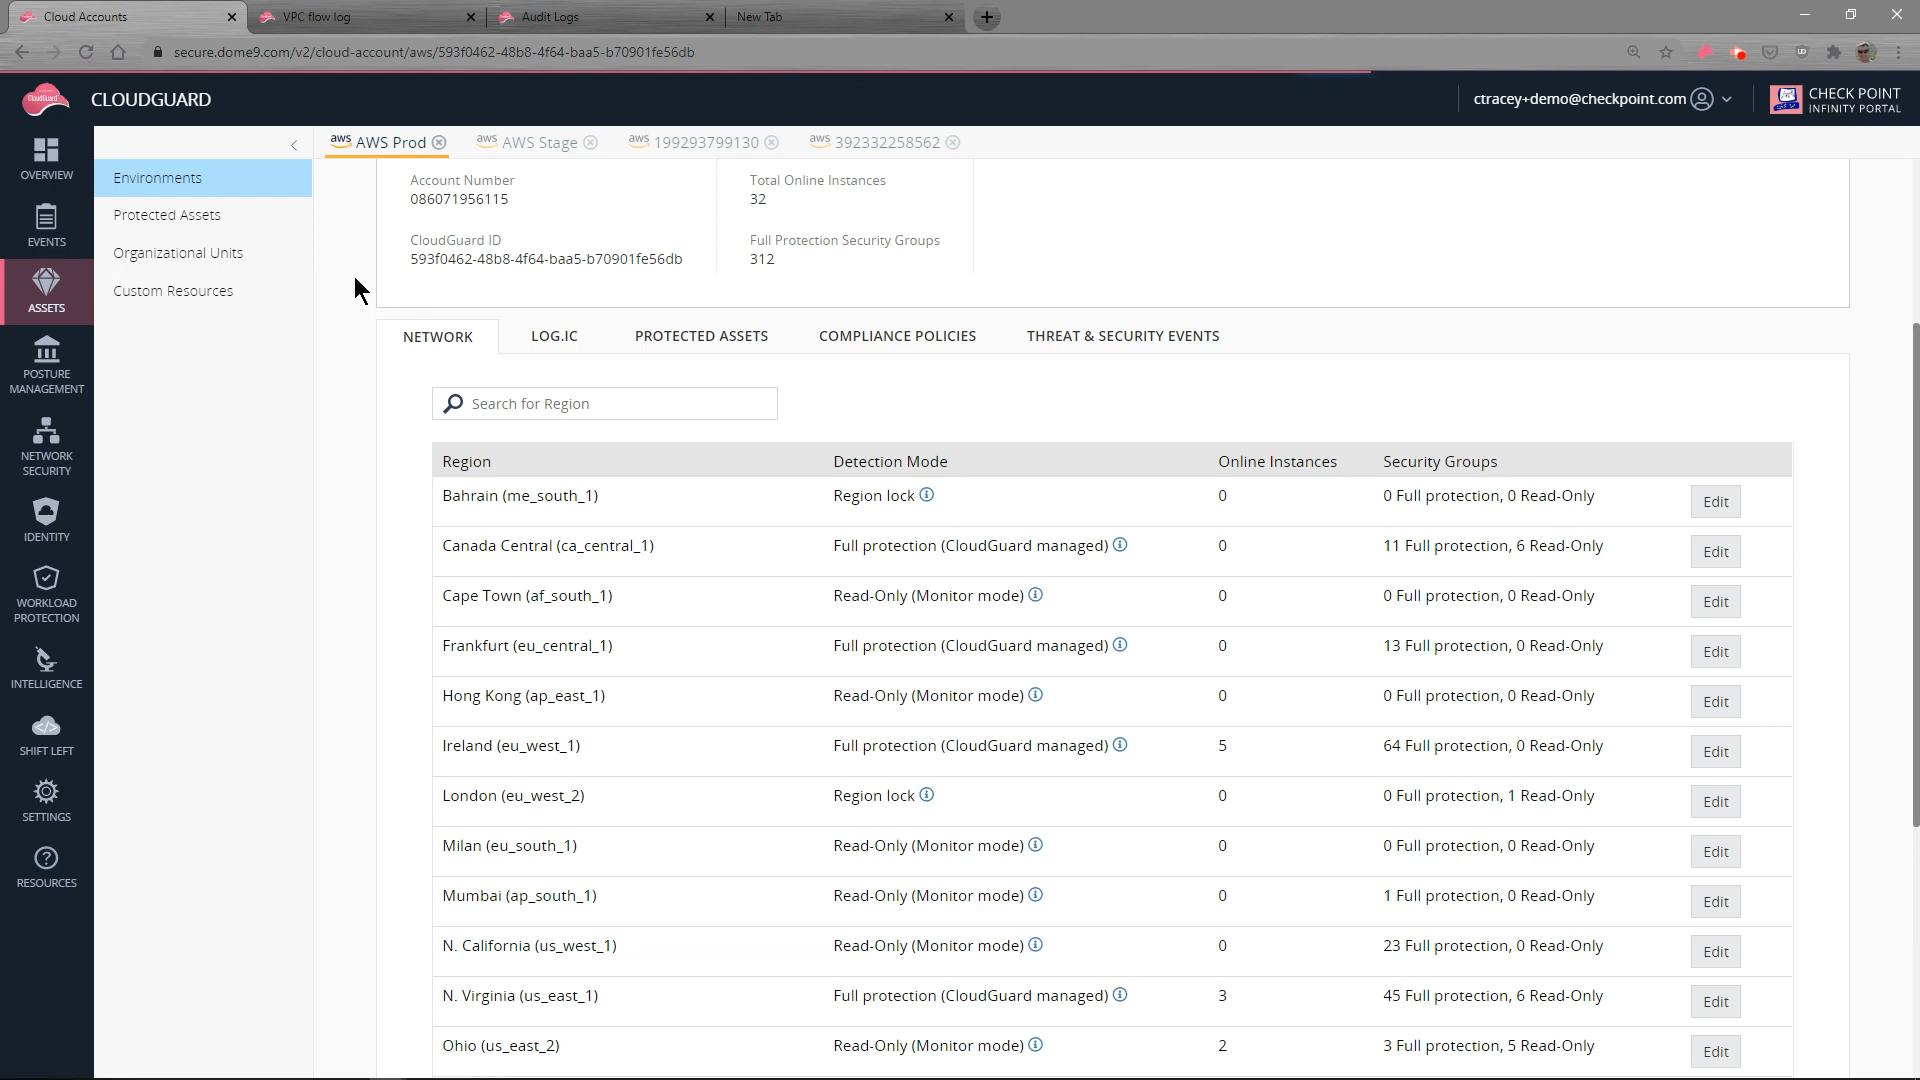 Cloud Accounts
VPC flow log
Audit Logs
New Tab
secure.dome9.com/v2/cloud-account/aws/593f0462-48b8-4f64-baa5-b70901fe56db
CloudGuard
CLOUDGUARD
ctracey+demo@checkpoint.com
CHECK POINT
INFINITY PORTAL
OVERVIEW
EVENTS
ASSETS
POSTURE
MANAGEMENT
NETWORK
SECURITY
IDENTITY
WORKLOAD
PROTECTION
INTELLIGENCE
SHIFT LEFT
SETTINGS
RESOURCES
Environments
Protected Assets
Organizational Units
Custom Resources
aws AWS Prod
aws AWS Stage
aws 199293799130
aws 392332258562
Account Number
086071956115
Total Online Instances
32
CloudGuard ID
593f0462-48b8-4f64-baa5-b70901fe56db
Full Protection Security Groups
312
NETWORK LOG.IC PROTECTED ASSETS COMPLIANCE POLICIES THREAT & SECURITY EVENTS
Search for Region
Region Detection Mode Online Instances Security Groups
Bahrain (me_south_1) Region lock 0 0 Full protection, 0 Read-Only Edit
Canada Central (ca_central_1) Full protection (CloudGuard managed) 0 11 Full protection, 6 Read-Only Edit
Cape Town (af_south_1) Read-Only (Monitor mode) 0 0 Full protection, 0 Read-Only Edit
Frankfurt (eu_central_1) Full protection (CloudGuard managed) 0 13 Full protection, 0 Read-Only Edit
Hong Kong (ap_east_1) Read-Only (Monitor mode) 0 0 Full protection, 0 Read-Only Edit
Ireland (eu_west_1) Full protection (CloudGuard managed) 5 64 Full protection, 0 Read-Only Edit
London (eu_west_2) Region lock 0 0 Full protection, 1 Read-Only Edit
Milan (eu_south_1) Read-Only (Monitor mode) 0 0 Full protection, 0 Read-Only Edit
Mumbai (ap_south_1) Read-Only (Monitor mode) 0 1 Full protection, 0 Read-Only Edit
N. California (us_west_1) Read-Only (Monitor mode) 0 23 Full protection, 0 Read-Only Edit
N. Virginia (us_east_1) Full protection (CloudGuard managed) 3 45 Full protection, 6 Read-Only Edit
Ohio (us_east_2) Read-Only (Monitor mode) 2 3 Full protection, 5 Read-Only Edit